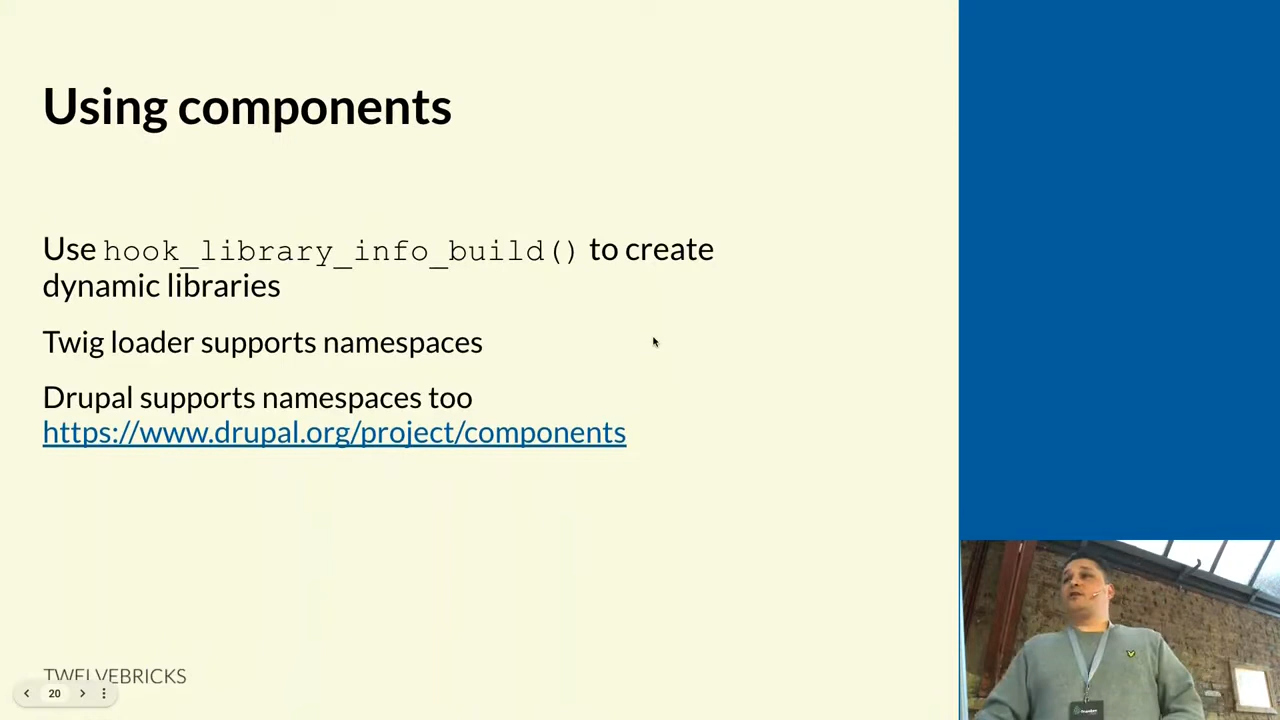 Using components
Use hook_library_info_build() to create
dynamic libraries
Twig loader supports namespaces
Drupal supports namespaces too
https://www.drupal.org/project/components
TWELVEBRICKS
20